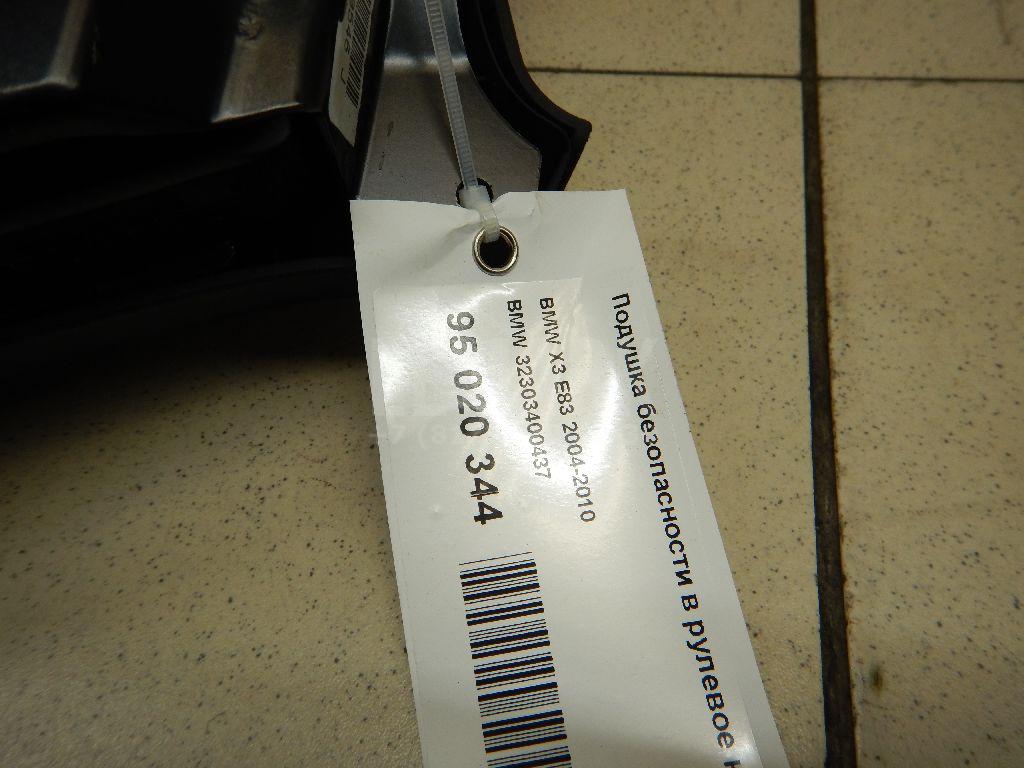 Подушка безопасности в рулевое
BMW X3 E83 2004-2010
BMW 32303400437
95 020 344